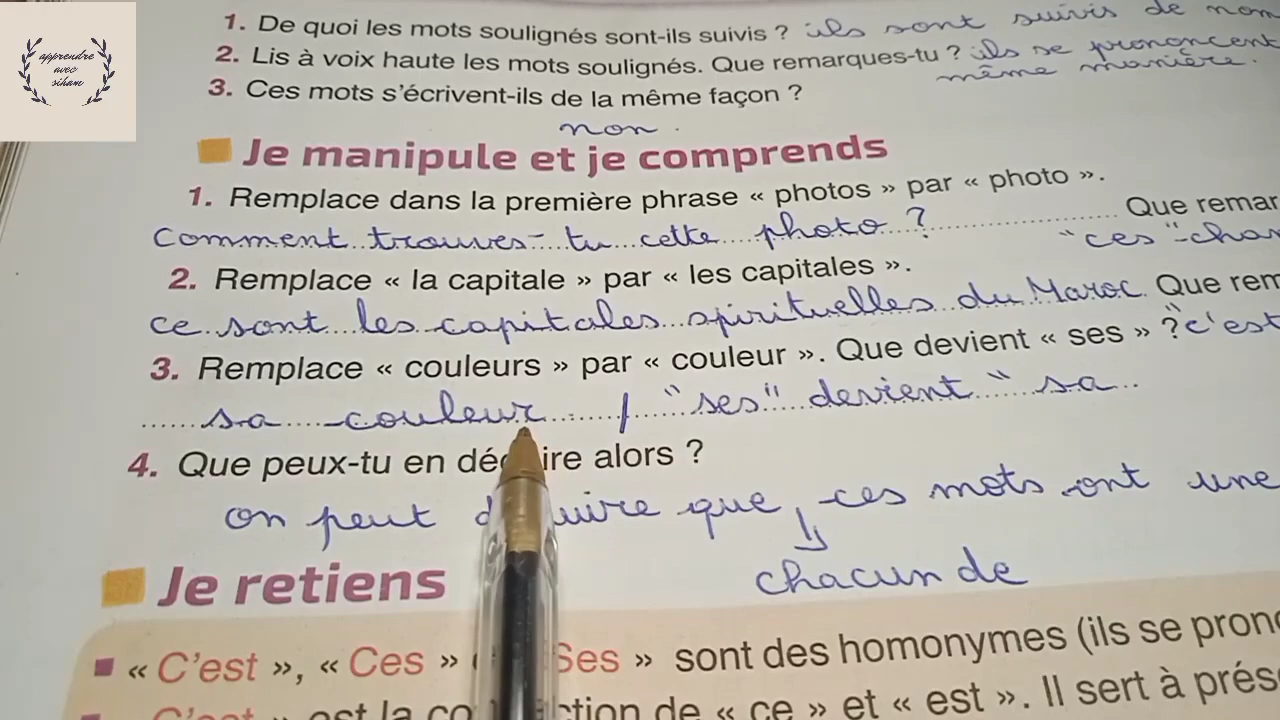 apprendre
avec
siham
1. De quoi les mots soulignés sont-ils suivis ? ils sont suivis de nom
2. Lis à voix haute les mots soulignés. Que remarques-tu ? ils se prononcent
même manière.
3. Ces mots s'écrivent-ils de la même façon ?
non.
Je manipule et je comprends
1. Remplace dans la première phrase « photos » par « photo ».
comment trouves-tu cette photo ? Que remar
"ces"
2. Remplace « la capitale » par « les capitales ».
ce sont les capitales spirituelles du Maroc Que rem
3. Remplace « couleurs » par « couleur ». Que devient « ses » ? "c'est
sa couleur / "ses" devient "sa
4. Que peux-tu en ire alors ?
on peut que ces mots ont une
chacun de
Je retiens
« C'est », « Ces » Ses » sont des homonymes (ils se pron
C'est » est la de « ce » et « est ». Il sert à prés